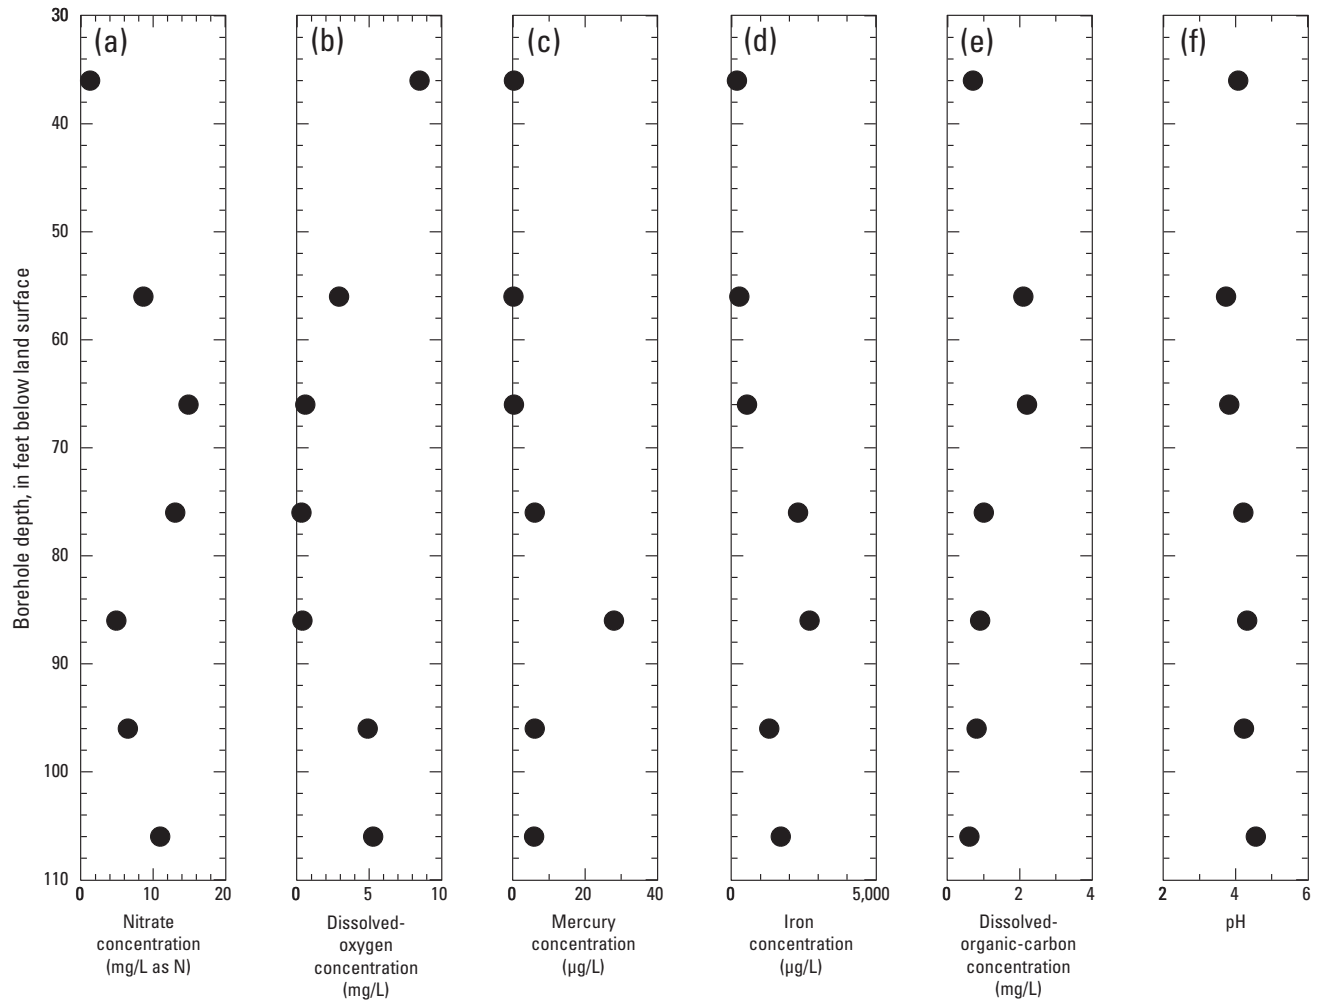 30
(a)
(b)
(c)
(d)
(e)
(f)
40
50
60
70
80
90
100
110
Borehole depth, in feet below land surface
0 10 20
0 5 10
0 20 40
0 5,000
0 2 4
2 4 6
Nitrate
concentration
(mg/L as N)
Dissolved-
oxygen
concentration
(mg/L)
Mercury
concentration
(µg/L)
Iron
concentration
(µg/L)
Dissolved-
organic-carbon
concentration
(mg/L)
pH